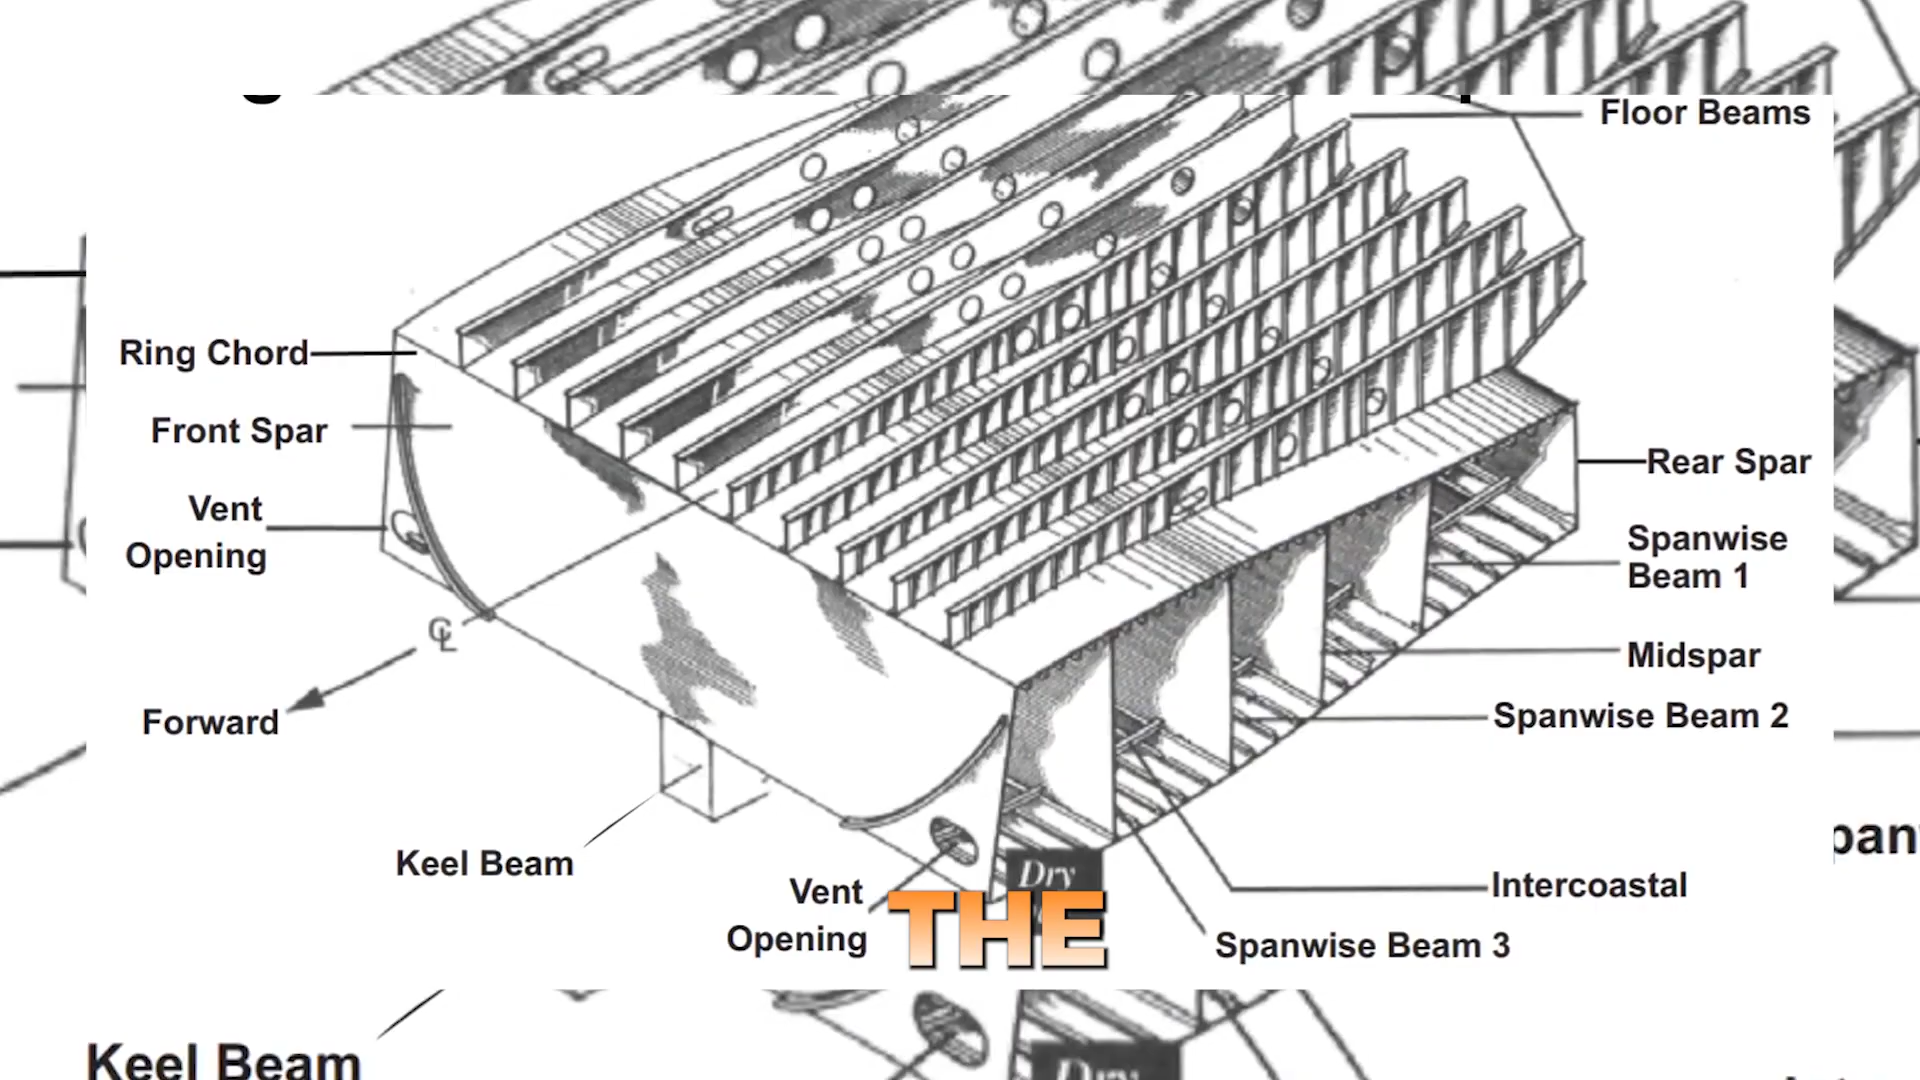 Floor Beams
Ring Chord
Front Spar
Rear Spar
Vent
Opening
Spanwise
Beam 1
℄
Midspar
Forward
Spanwise Beam 2
Keel Beam
Vent
Opening
Dry
THE
Intercoastal
Spanwise Beam 3
Keel Beam
Dry